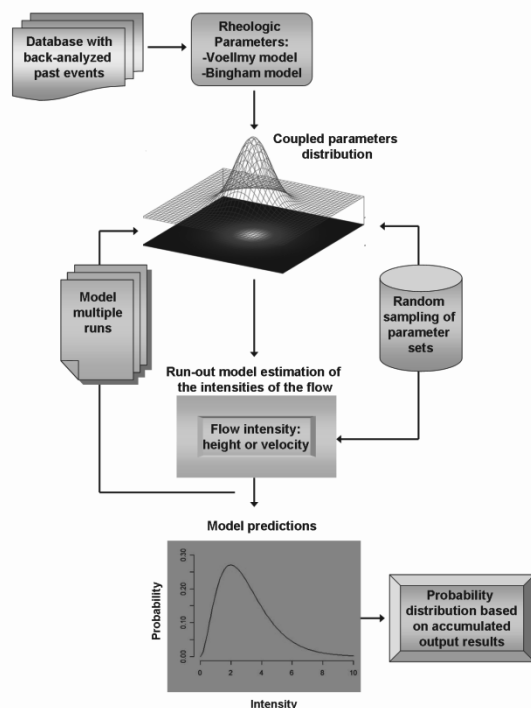 Database with
back-analyzed
past events
Rheologic
Parameters:
-Voellmy model
-Bingham model
Coupled parameters
distribution
Model
multiple
runs
Random
sampling of
parameter
sets
Run-out model estimation of
the intensities of the flow
Flow intensity:
height or velocity
Model predictions
Probability
0.30
0.20
0.10
0.00
0 2 4 6 8 10
Intensity
Probability
distribution based
on accumulated
output results